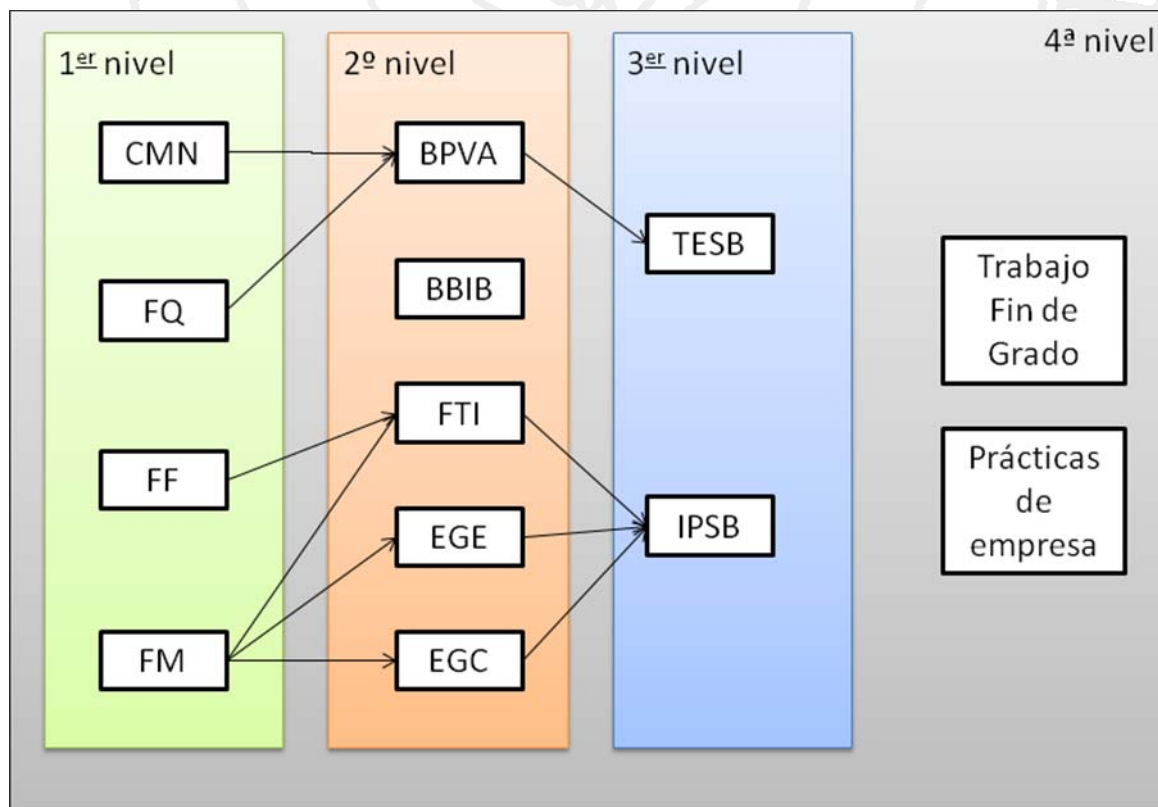 1er nivel
CMN
FQ
FF
FM
2º nivel
BPVA
BBIB
FTI
EGE
EGC
3er nivel
TESB
IPSB
4ª nivel
Trabajo
Fin de
Grado
Prácticas
de
empresa